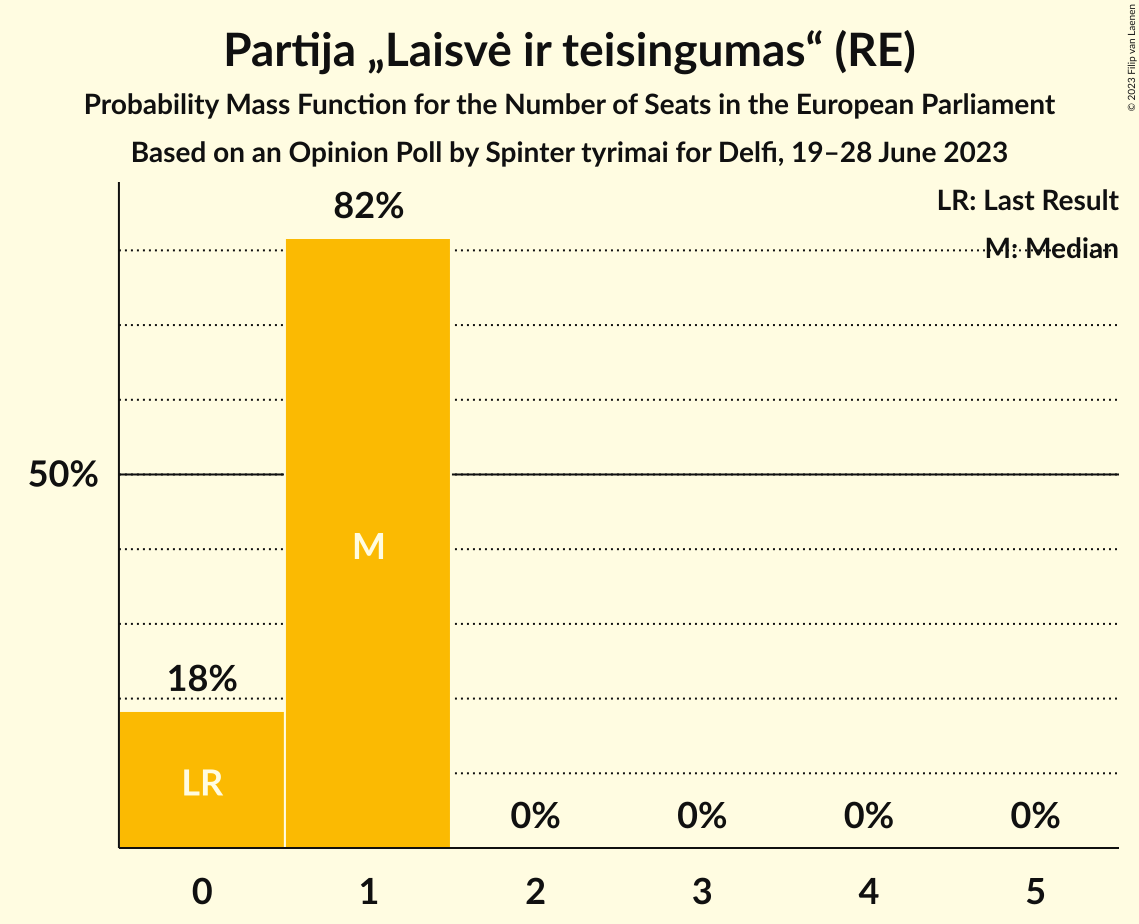 Partija „Laisvė ir teisingumas“ (RE)
Probability Mass Function for the Number of Seats in the European Parliament
Based on an Opinion Poll by Spinter tyrimai for Delfi, 19–28 June 2023
© 2023 Filip van Laenen
LR: Last Result
M: Median
82%
50%
M
18%
LR
0% 0% 0% 0%
0 1 2 3 4 5